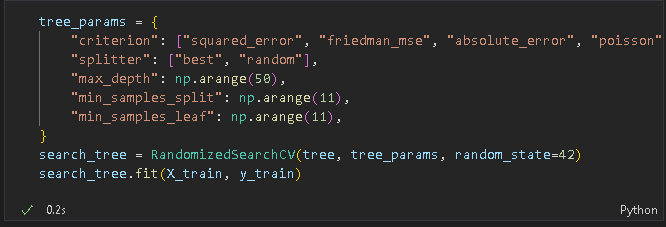 tree_params = {
    "criterion": ["squared_error", "friedman_mse", "absolute_error", "poisson"
    "splitter": ["best", "random"],
    "max_depth": np.arange(50),
    "min_samples_split": np.arange(11),
    "min_samples_leaf": np.arange(11),
}
search_tree = RandomizedSearchCV(tree, tree_params, random_state=42)
search_tree.fit(X_train, y_train)
0.2s Python